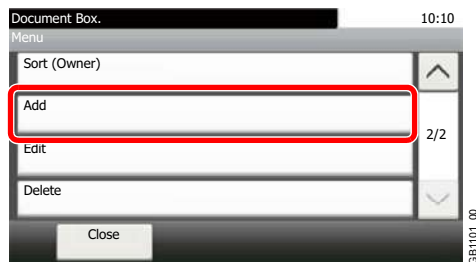 Document Box.
10:10
Menu
Sort (Owner)
Add
2/2
Edit
Delete
Close
GB1101_00